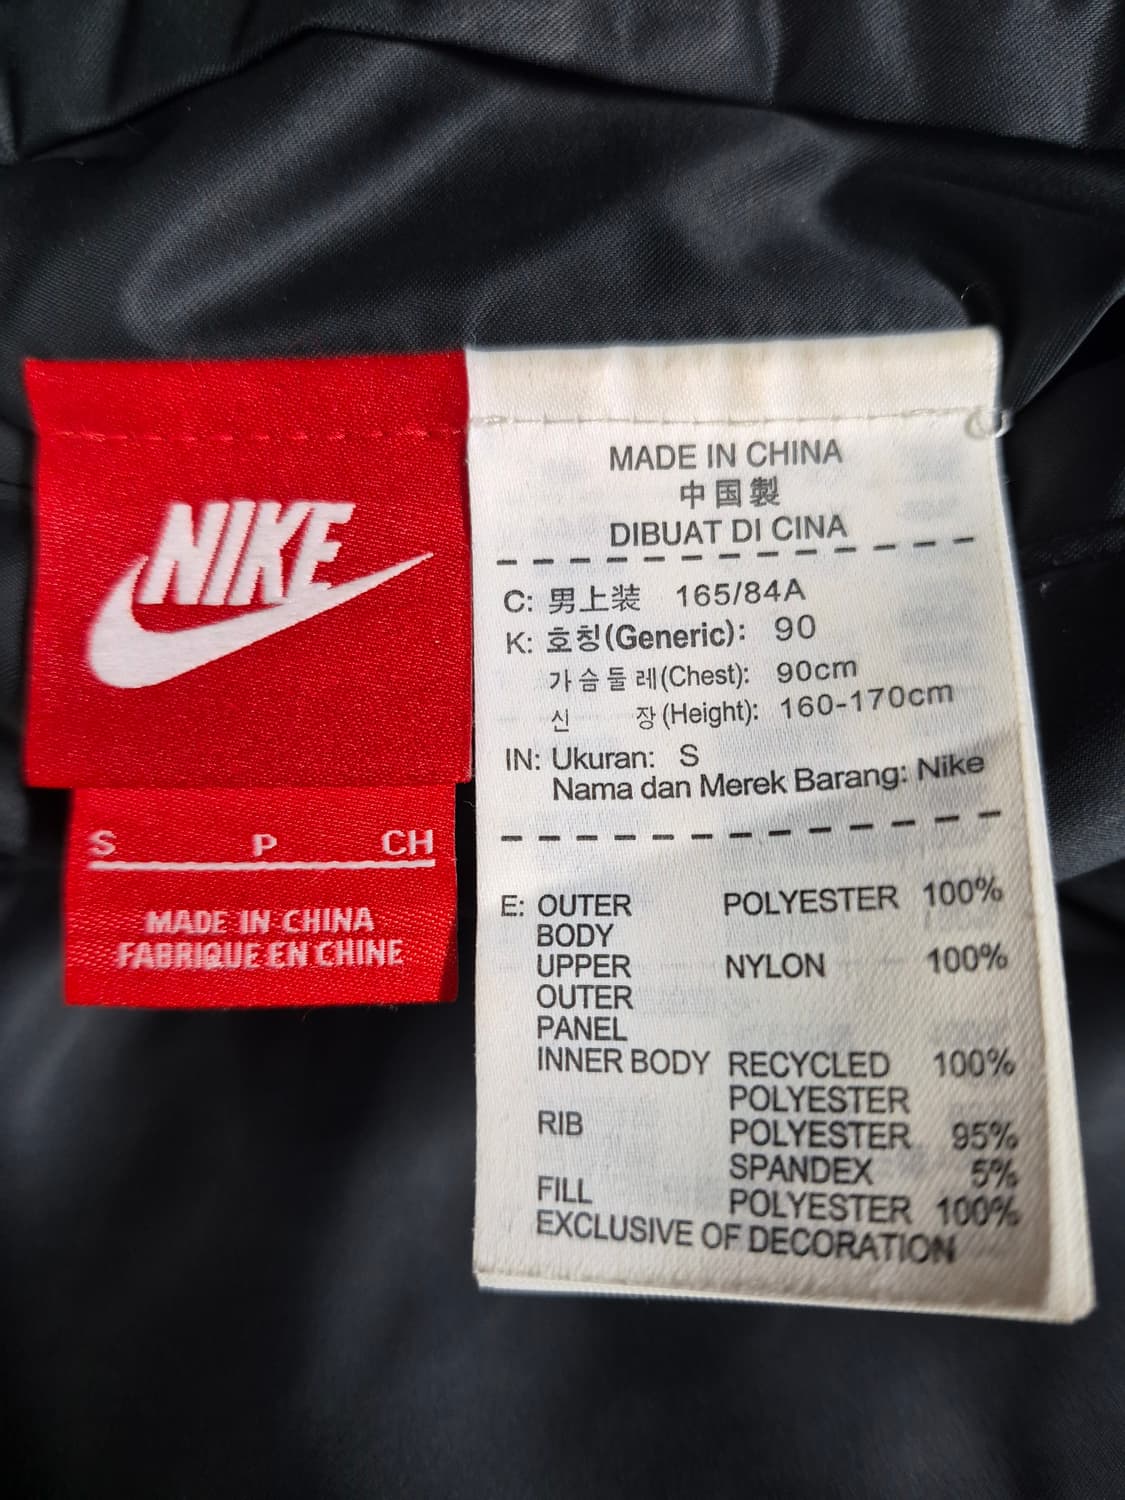 NIKE
S P CH
MADE IN CHINA
FABRIQUE EN CHINE
MADE IN CHINA
中国製
DIBUAT DI CINA
C: 男上装 165/84A
K: 호칭(Generic): 90
가슴둘레(Chest): 90cm
신 장(Height): 160-170cm
IN: Ukuran: S
Nama dan Merek Barang: Nike
E: OUTER POLYESTER 100%
BODY
UPPER NYLON 100%
OUTER
PANEL
INNER BODY RECYCLED 100%
POLYESTER
RIB POLYESTER 95%
SPANDEX 5%
FILL POLYESTER 100%
EXCLUSIVE OF DECORATION